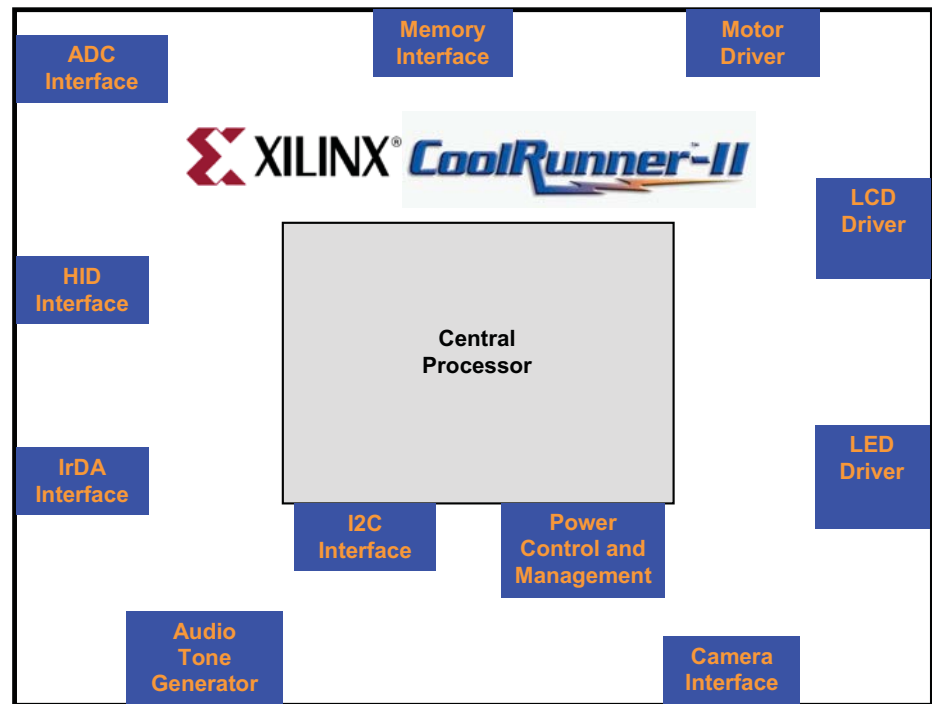 ADC
Interface
Memory
Interface
Motor
Driver
XILINX® CoolRunner™-II
LCD
Driver
HID
Interface
Central
Processor
IrDA
Interface
LED
Driver
I2C
Interface
Power
Control and
Management
Audio
Tone
Generator
Camera
Interface